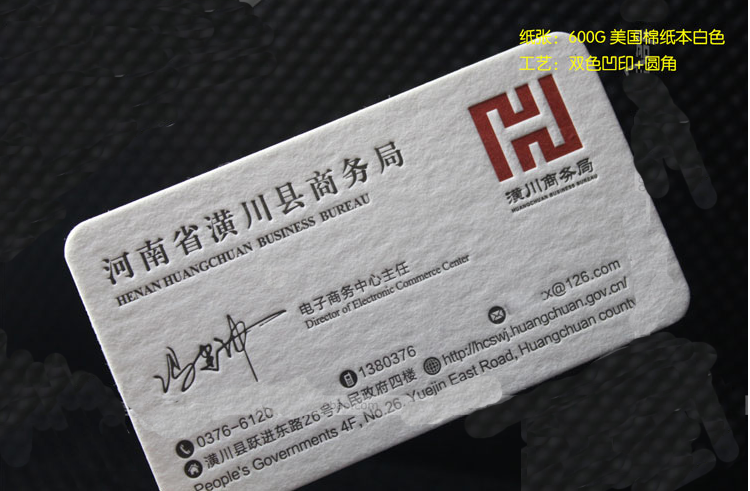 纸张：600G 美国棉纸本白色
工艺：双色凹印+圆角
潢川商务局
HUANGCHUAN BUSINESS BUREAU
河南省潢川县商务局
HENAN HUANGCHUAN BUSINESS BUREAU
电子商务中心主任
Director of Electronic Commerce Center
x@126.com
1380376
http://hcswj.huangchuan.gov.cn/
0376-6120
潢川县跃进东路26号人民政府四楼
People's Governments 4F, No.26, Yuejin East Road, Huangchuan county